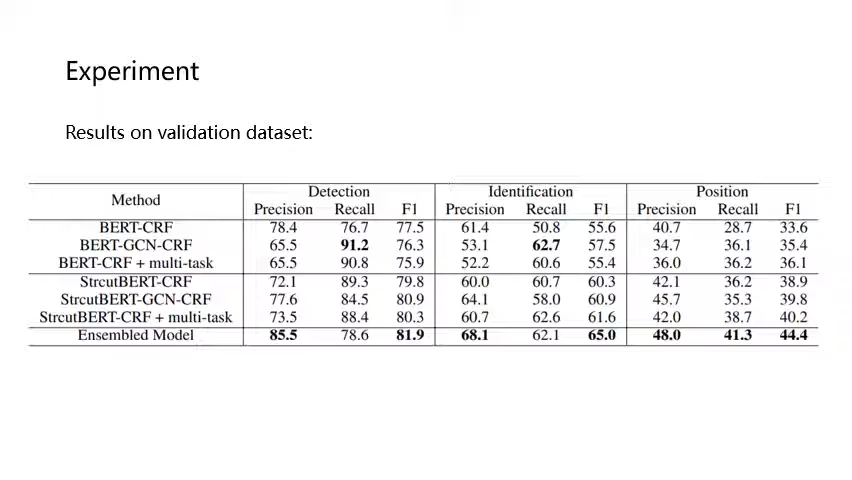 Experiment
Results on validation dataset:
Method Detection Identification Position
Precision Recall F1 Precision Recall F1 Precision Recall F1
BERT-CRF 78.4 76.7 77.5 61.4 50.8 55.6 40.7 28.7 33.6
BERT-GCN-CRF 65.5 91.2 76.3 53.1 62.7 57.5 34.7 36.1 35.4
BERT-CRF + multi-task 65.5 90.8 75.9 52.2 60.6 55.4 36.0 36.2 36.1
StrcutBERT-CRF 72.1 89.3 79.8 60.0 60.7 60.3 42.1 36.2 38.9
StrcutBERT-GCN-CRF 77.6 84.5 80.9 64.1 58.0 60.9 45.7 35.3 39.8
StrcutBERT-CRF + multi-task 73.5 88.4 80.3 60.7 62.6 61.6 42.0 38.7 40.2
Ensembled Model 85.5 78.6 81.9 68.1 62.1 65.0 48.0 41.3 44.4